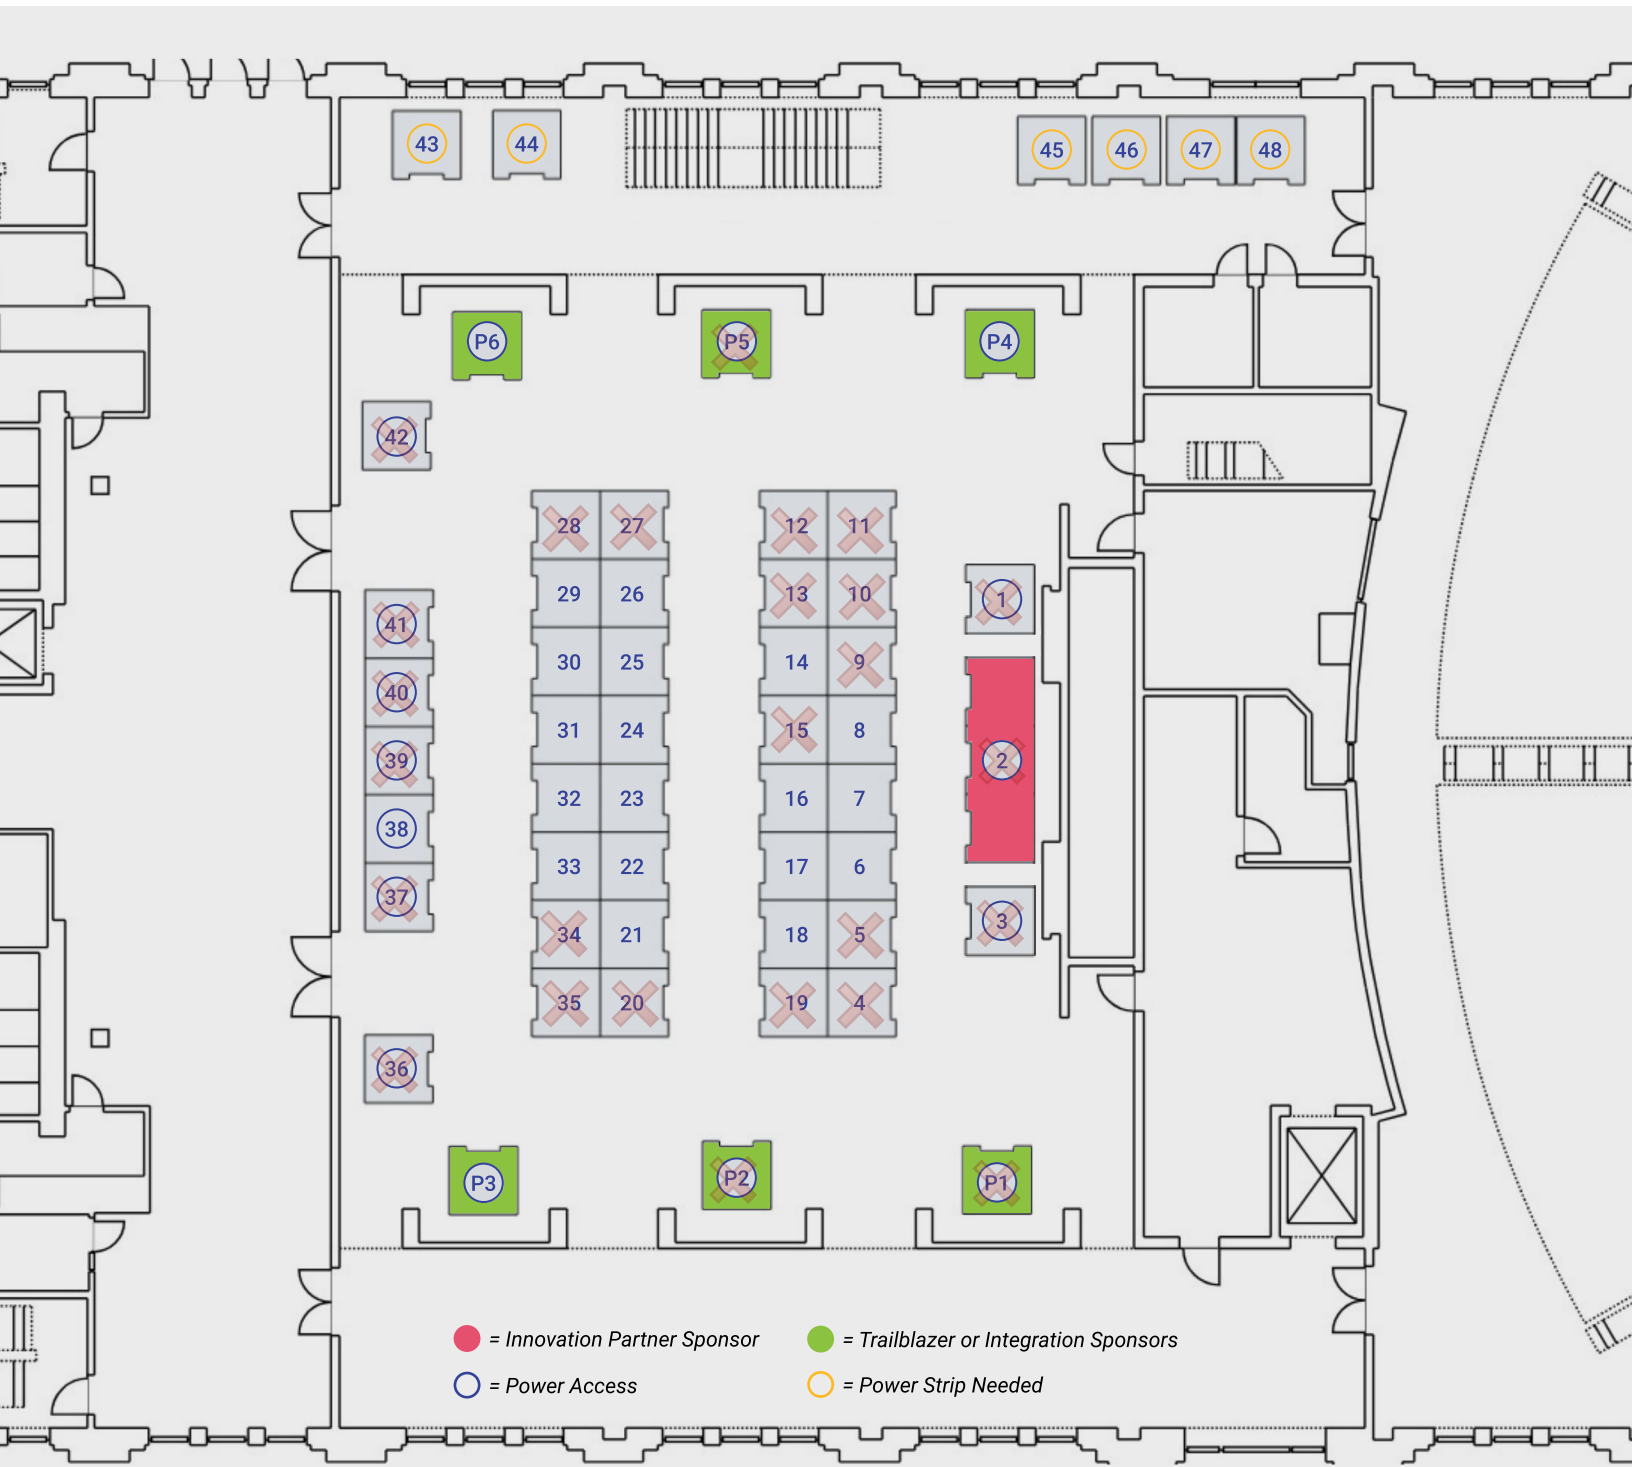 43 44 45 46 47 48
P6 P5 P4
42
28 27 12 11
29 26 13 10 1
41 30 25 14 9
40 31 24 15 8 2
39 32 23 16 7
38 33 22 17 6
37 34 21 18 5 3
35 20 19 4
36
P3 P2 P1
= Innovation Partner Sponsor = Trailblazer or Integration Sponsors
= Power Access = Power Strip Needed